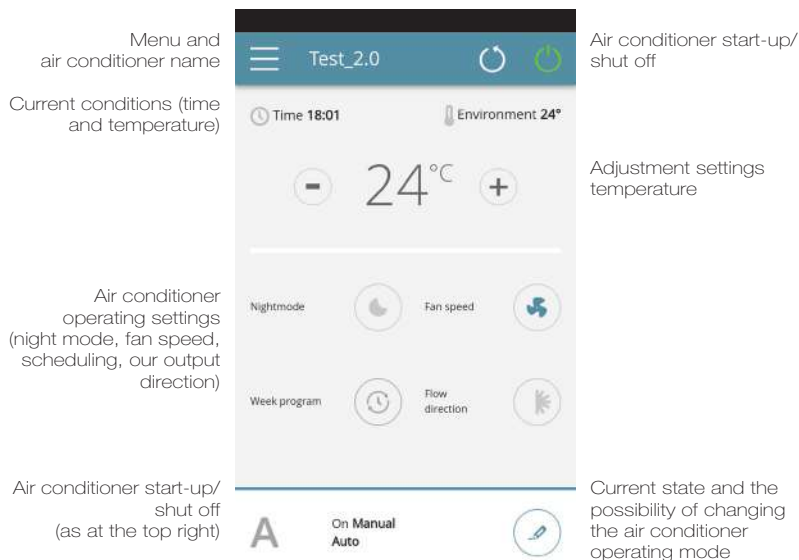 Menu and
air conditioner name
Test_2.0
Air conditioner start-up/
shut off
Current conditions (time
and temperature)
Time 18:01
Environment 24°
24°C
Adjustment settings
temperature
Air conditioner
operating settings
(night mode, fan speed,
scheduling, our output
direction)
Nightmode
Fan speed
Week program
Flow
direction
Air conditioner start-up/
shut off
(as at the top right)
A
On Manual
Auto
Current state and the
possibility of changing
the air conditioner
operating mode